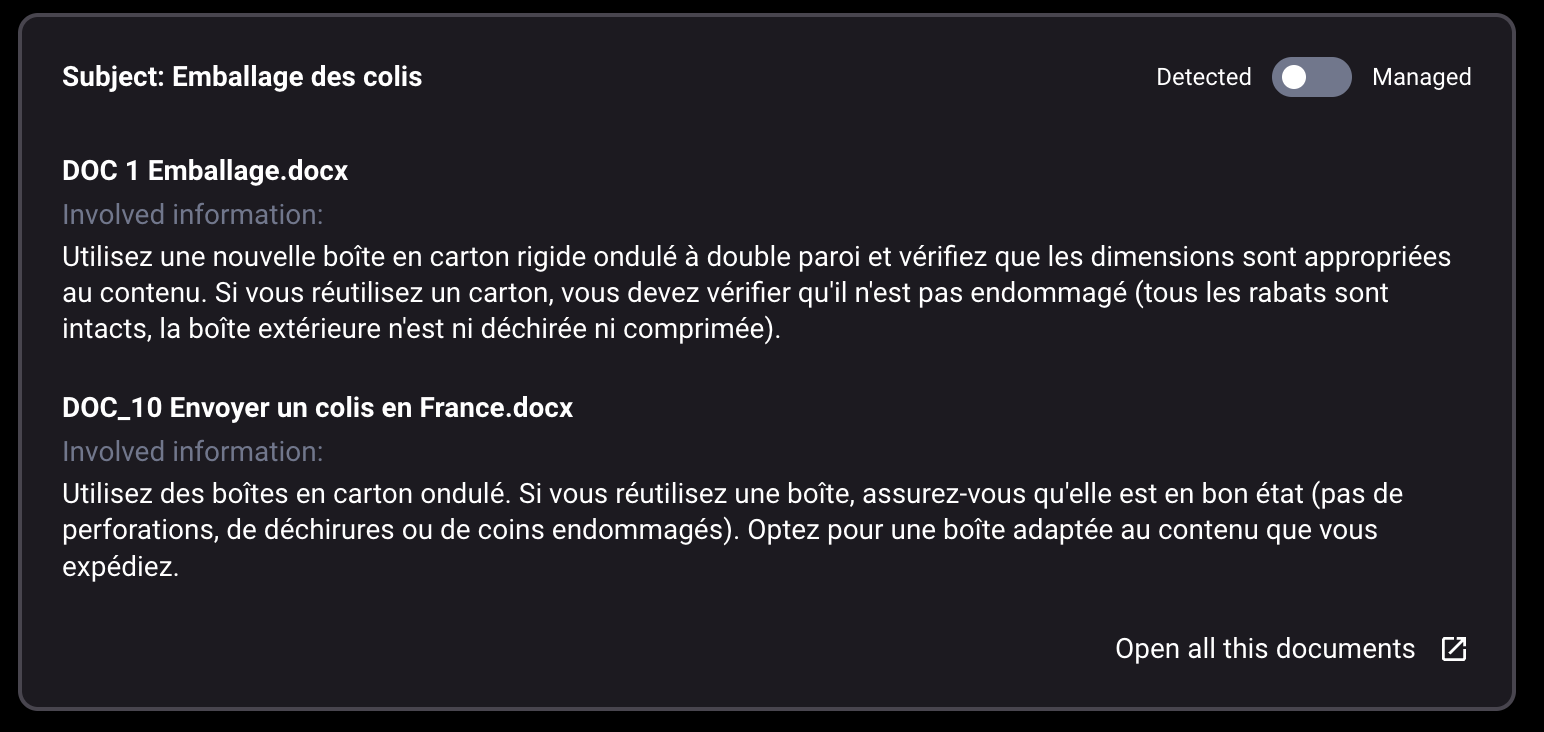 Subject: Emballage des colis
Detected
Managed
DOC 1 Emballage.docx
Involved information:
Utilisez une nouvelle boîte en carton rigide ondulé à double paroi et vérifiez que les dimensions sont appropriées
au contenu. Si vous réutilisez un carton, vous devez vérifier qu'il n'est pas endommagé (tous les rabats sont
intacts, la boîte extérieure n'est ni déchirée ni comprimée).
DOC_10 Envoyer un colis en France.docx
Involved information:
Utilisez des boîtes en carton ondulé. Si vous réutilisez une boîte, assurez-vous qu'elle est en bon état (pas de
perforations, de déchirures ou de coins endommagés). Optez pour une boîte adaptée au contenu que vous
expédiez.
Open all this documents